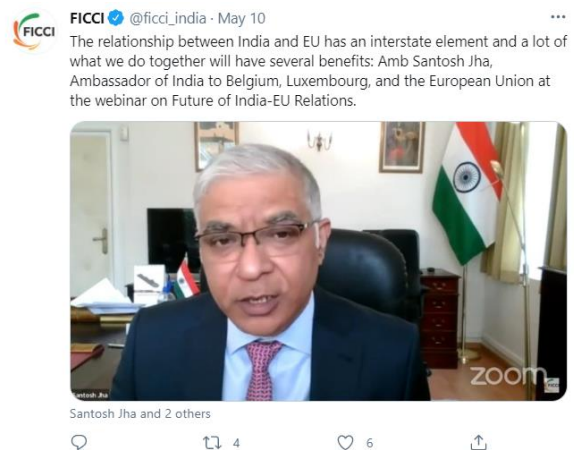 FICCI
FICCI @ficci_india · May 10
The relationship between India and EU has an interstate element and a lot of
what we do together will have several benefits: Amb Santosh Jha,
Ambassador of India to Belgium, Luxembourg, and the European Union at
the webinar on Future of India-EU Relations.
Santosh Jha
zoom
FICCI
Santosh Jha and 2 others
4
6